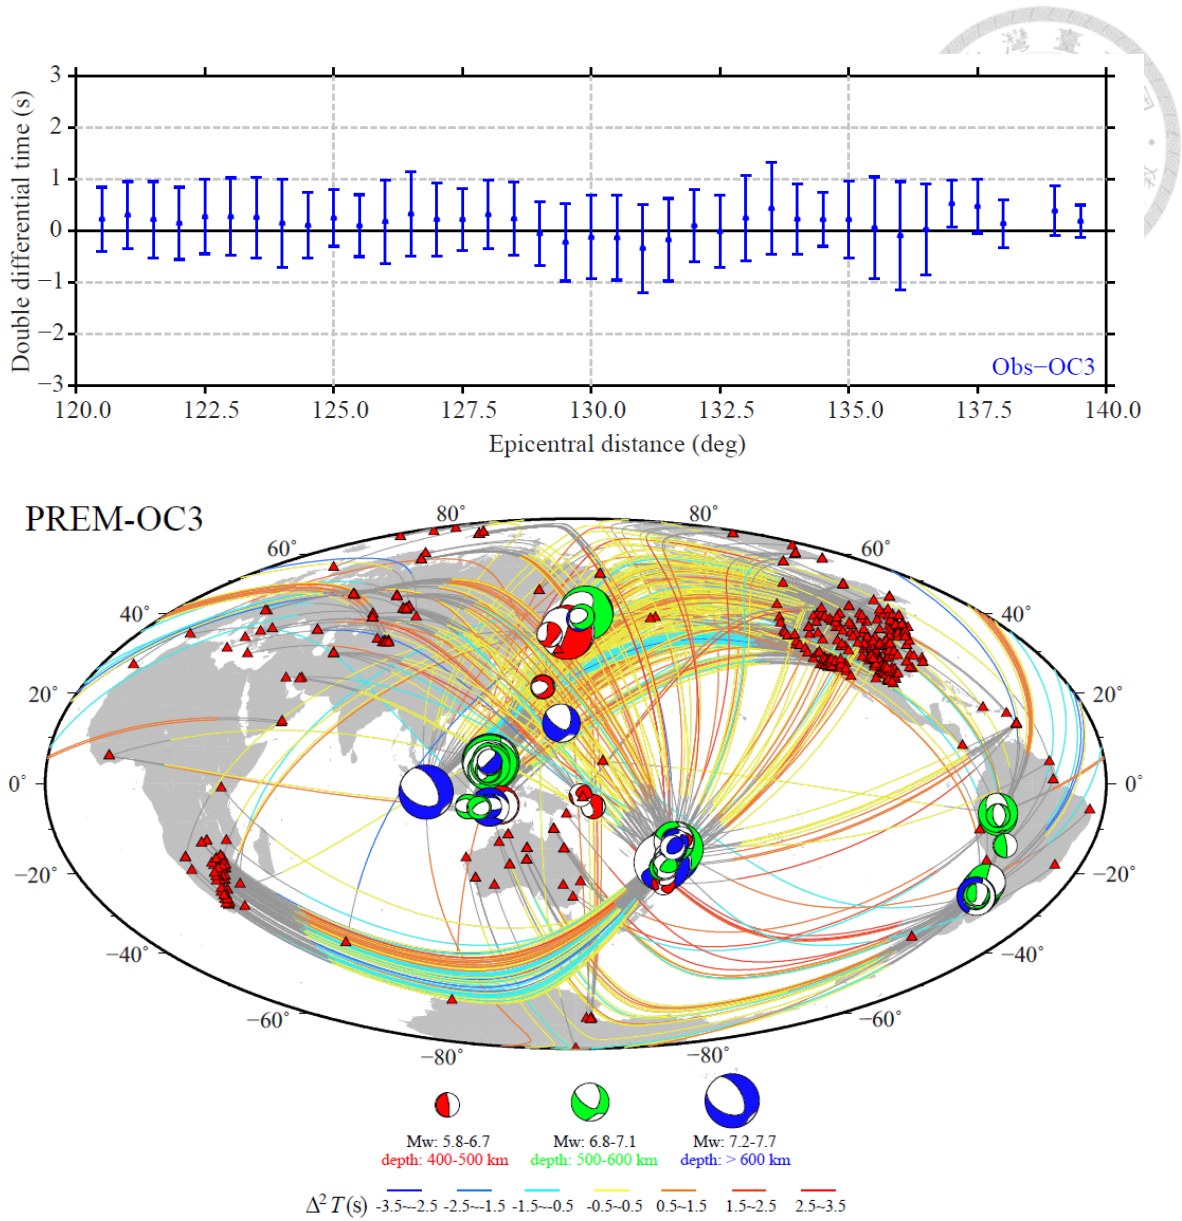 灣臺
3
2
1
0
−1
−2
−3
Double differential time (s)
Obs−OC3
120.0 122.5 125.0 127.5 130.0 132.5 135.0 137.5 140.0
Epicentral distance (deg)
PREM-OC3
80° 80°
60° 60°
40° 40°
20° 20°
0° 0°
−20° −20°
−40° −40°
−60° −60°
−80° −80°
Mw: 5.8-6.7 Mw: 6.8-7.1 Mw: 7.2-7.7
depth: 400-500 km depth: 500-600 km depth: > 600 km
Δ²T(s) -3.5~-2.5 -2.5~-1.5 -1.5~-0.5 -0.5~0.5 0.5~1.5 1.5~2.5 2.5~3.5